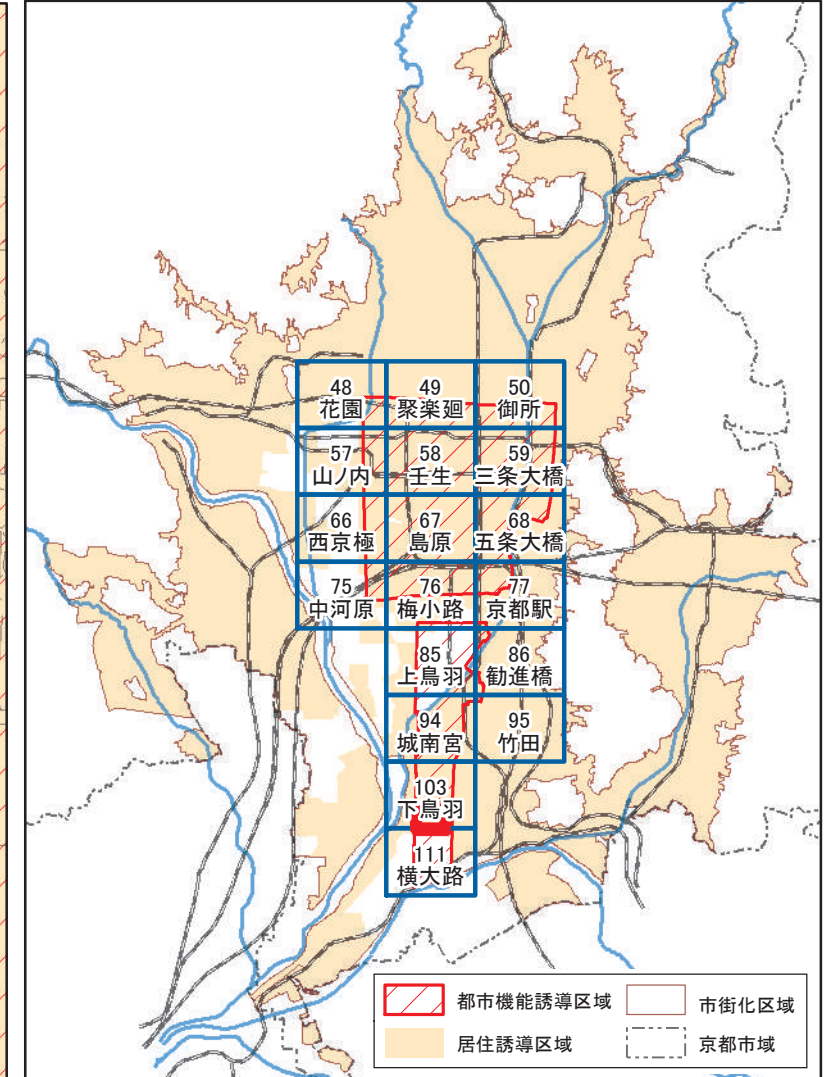 48
花園
49
聚楽廻
50
御所
57
山ノ内
58
壬生
59
三条大橋
66
西京極
67
島原
68
五条大橋
75
中河原
76
梅小路
77
京都駅
85
上鳥羽
86
勧進橋
94
城南宮
95
竹田
103
下鳥羽
111
横大路
都市機能誘導区域
市街化区域
居住誘導区域
京都市域